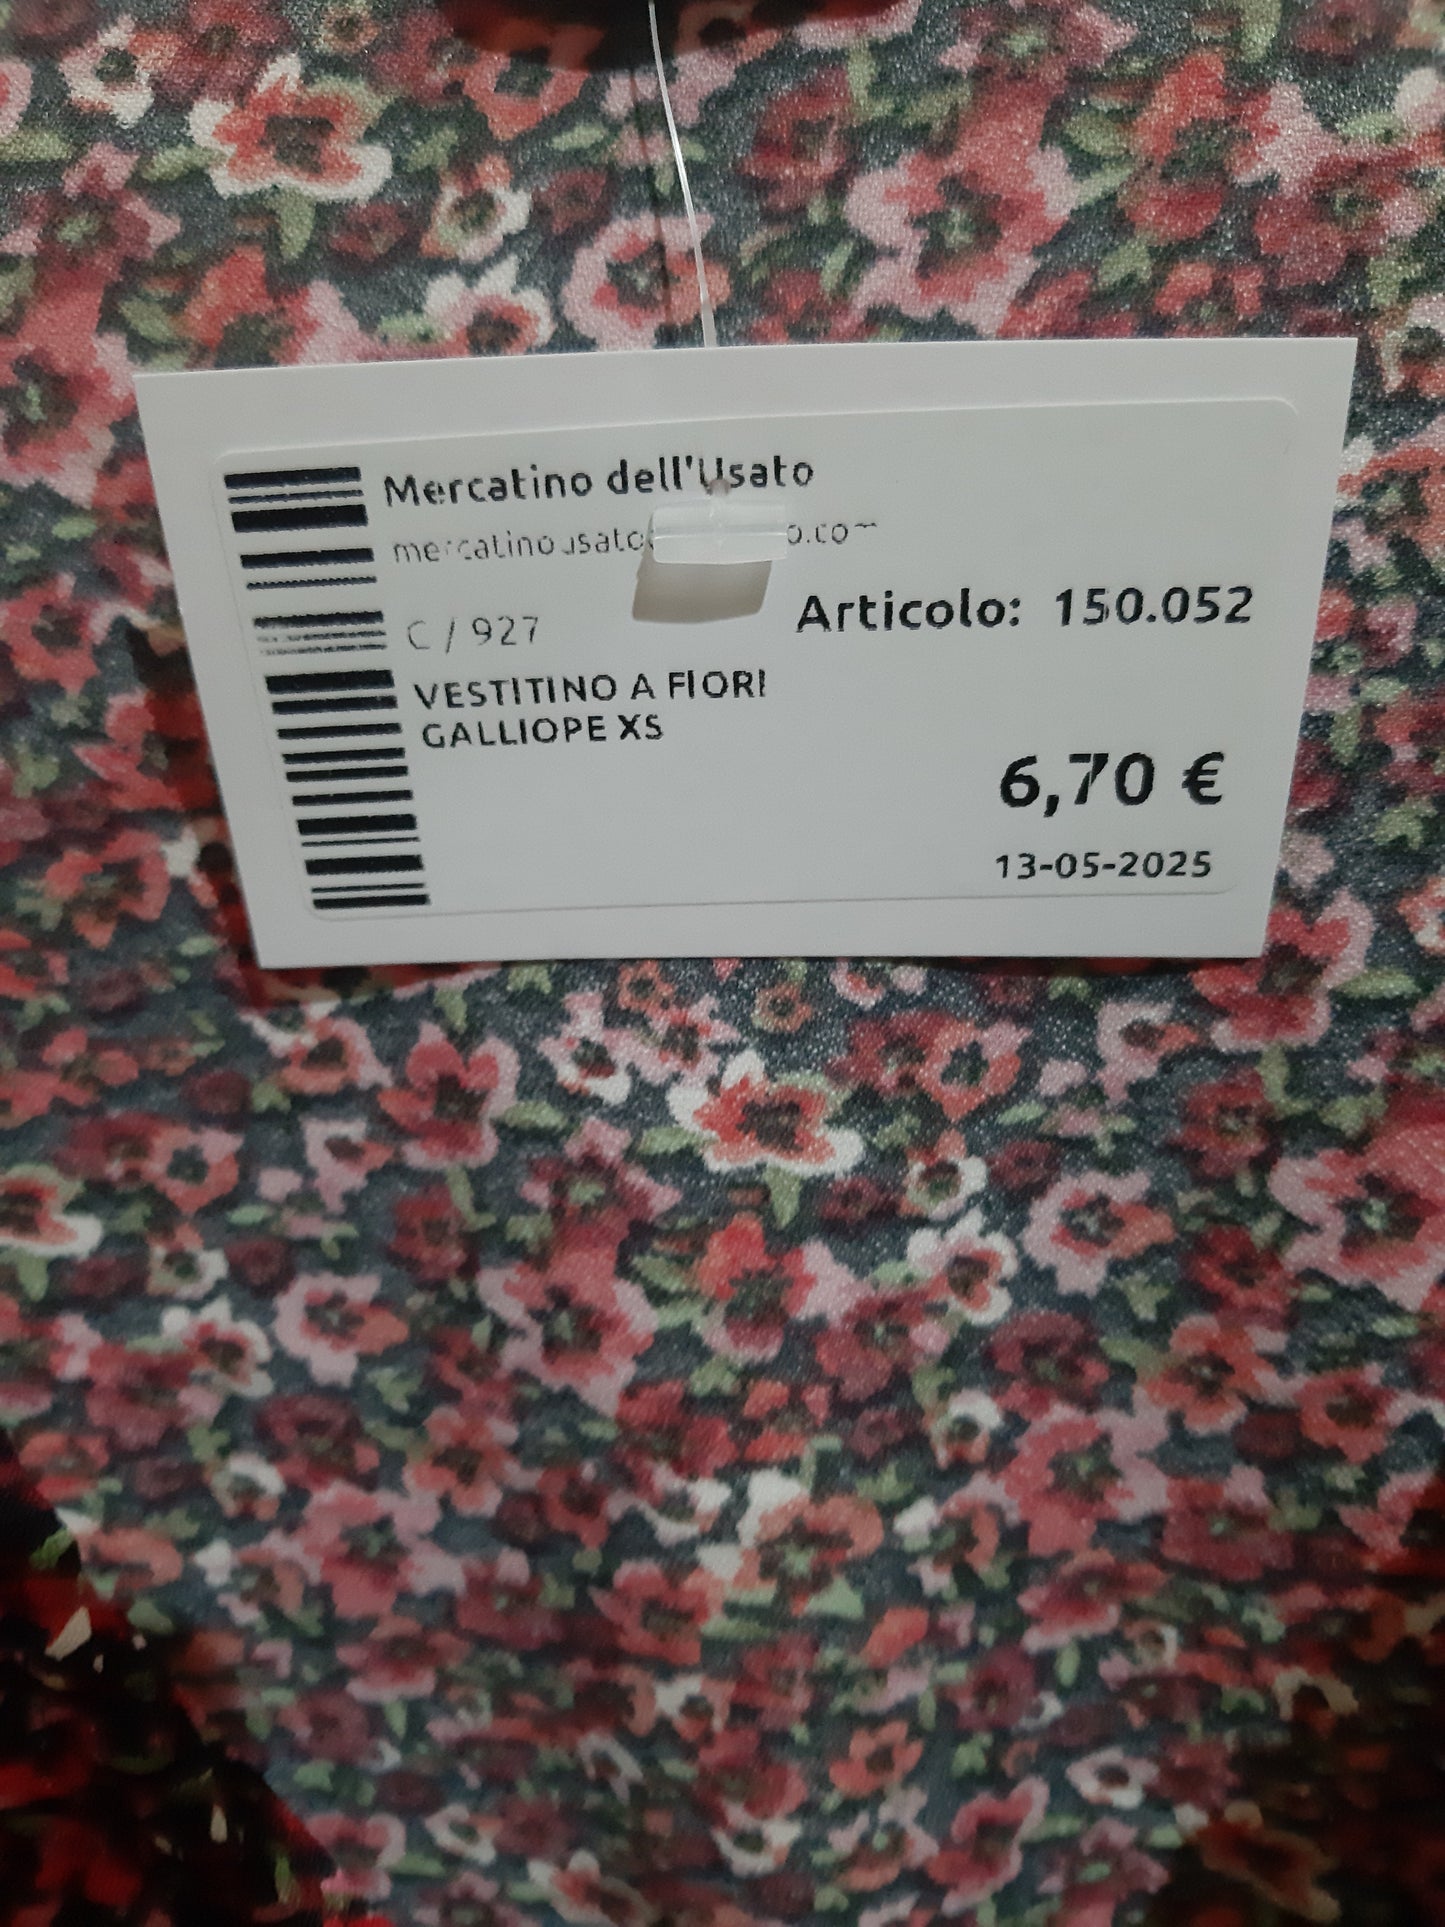 Mercatino dell'Usato
C / 927
Articolo: 150.052
VESTITINO A FIORI
GALLIOPE XS
6,70 €
13-05-2025